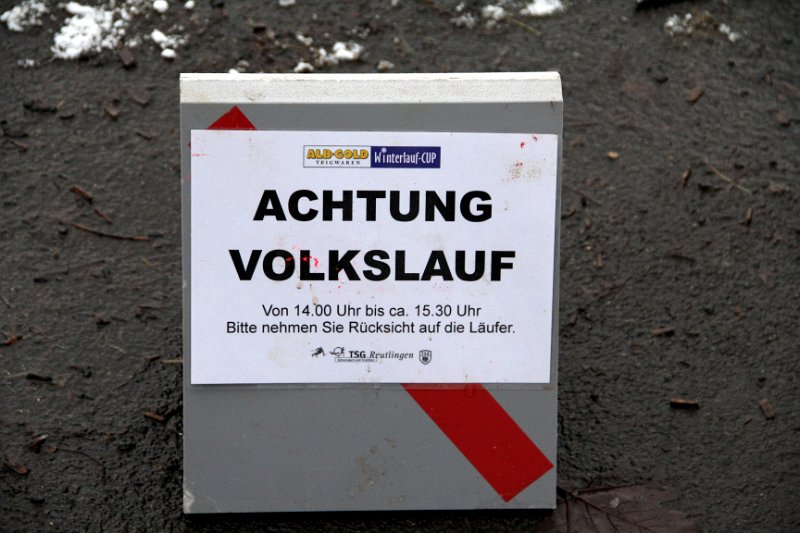 ALB-GOLD
TEIGWAREN
Winterlauf-CUP
ACHTUNG
VOLKSLAUF
Von 14.00 Uhr bis ca. 15.30 Uhr
Bitte nehmen Sie Rücksicht auf die Läufer.
TSG Reutlingen